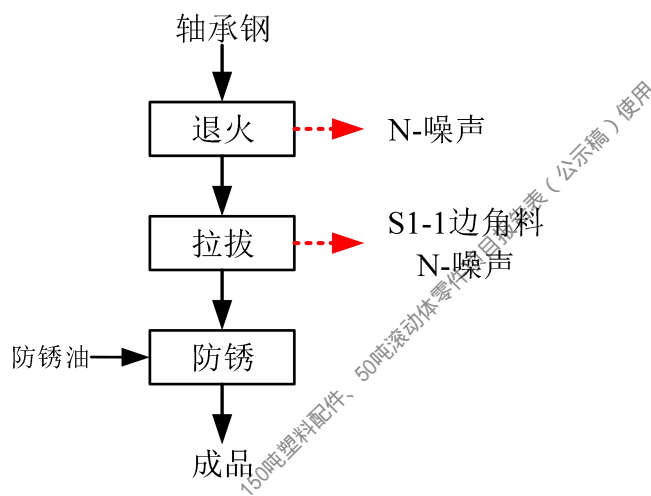 轴承钢
退火
N-噪声
拉拔
S1-1边角料
N-噪声
防锈油
防锈
成品
150吨塑料配件、50吨滚动体零件项目报告表（公示稿）使用